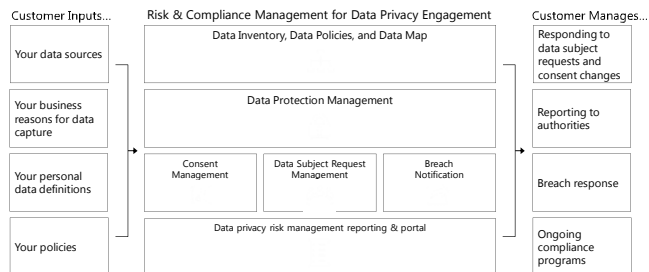 Customer Inputs...
Your data sources
Your business
reasons for data
capture
Your personal
data definitions
Your policies
Risk & Compliance Management for Data Privacy Engagement
Data Inventory, Data Policies, and Data Map
Data Protection Management
Consent
Management
Data Subject Request
Management
Breach
Notification
Data privacy risk management reporting & portal
Customer Manages...
Responding to
data subject
requests and
consent changes
Reporting to
authorities
Breach response
Ongoing
compliance
programs